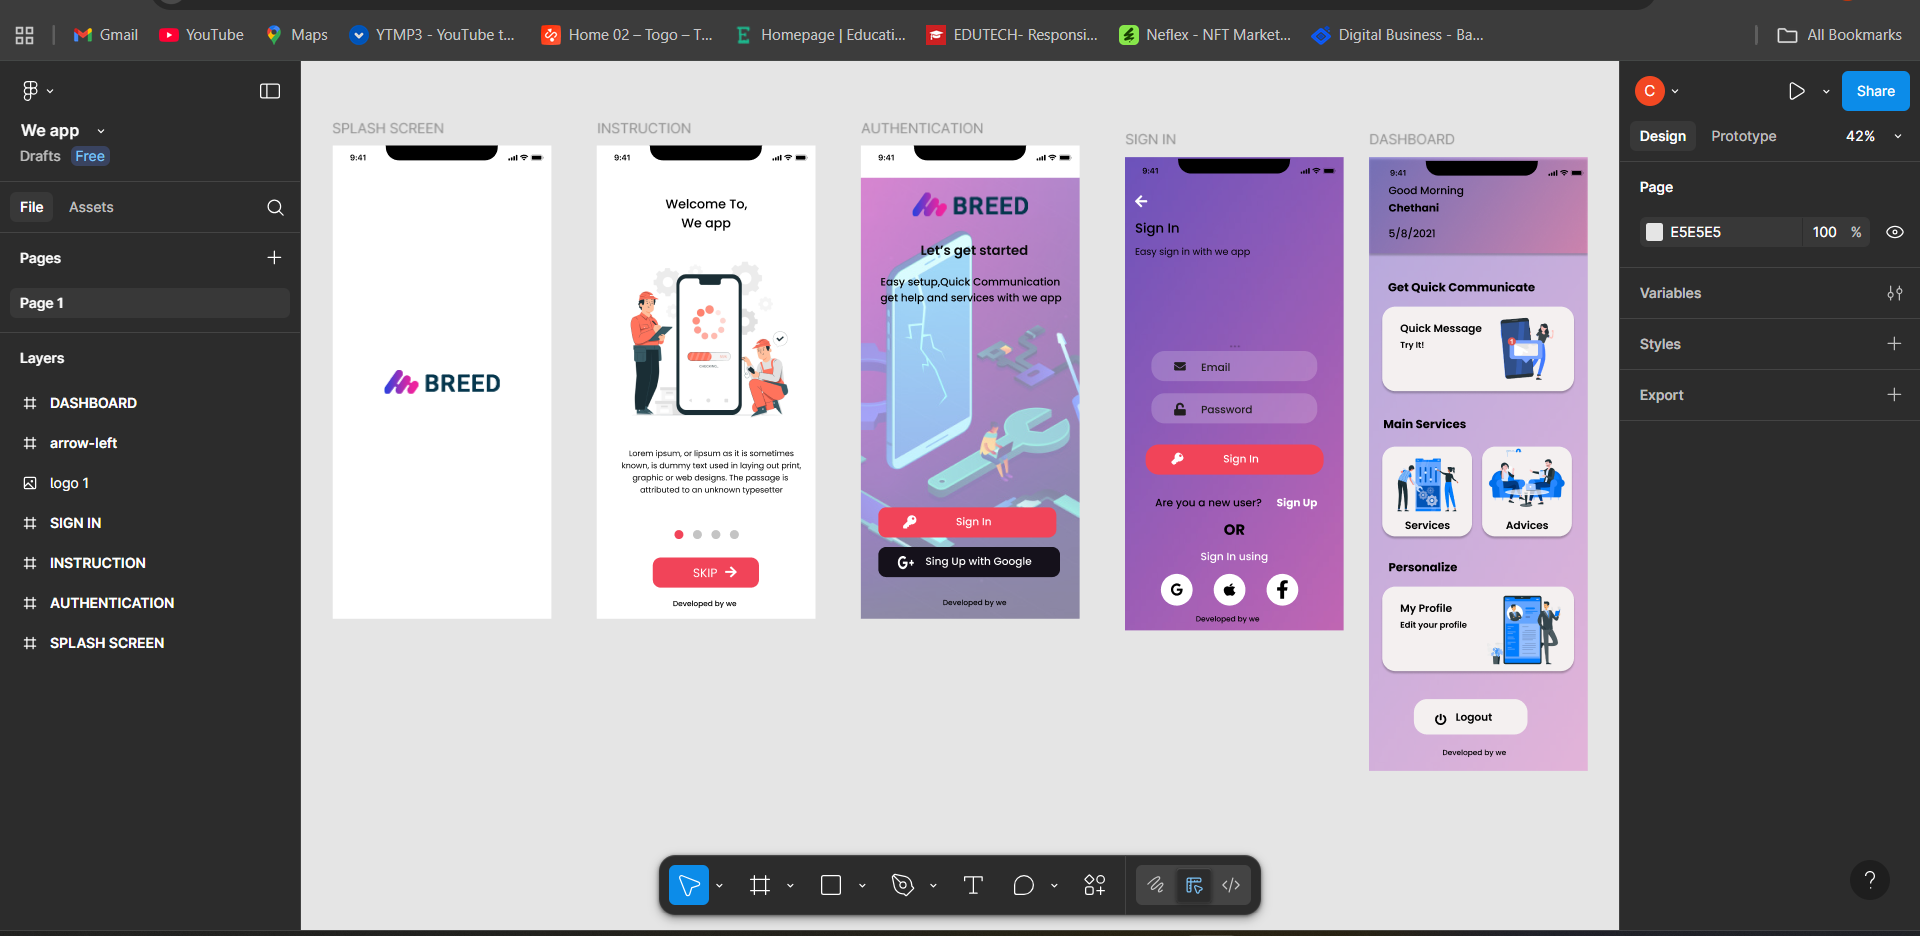 Gmail
YouTube
Maps
YTMP3 - YouTube t...
Home 02 – Togo – T...
Homepage | Educati...
EDUTECH- Responsi...
Neflex - NFT Market...
Digital Business - Ba...
All Bookmarks
We app
Drafts Free
File Assets
Pages
Page 1
Layers
DASHBOARD
arrow-left
logo 1
SIGN IN
INSTRUCTION
AUTHENTICATION
SPLASH SCREEN
SPLASH SCREEN
9:41
BREED
INSTRUCTION
9:41
Welcome To,
We app
Lorem ipsum, or lipsum as it is sometimes
known, is dummy text used in laying out print,
graphic or web designs. The passage is
attributed to an unknown typesetter
SKIP
Developed by we
AUTHENTICATION
9:41
BREED
Let's get started
Easy setup,Quick Communication
get help and services with we app
Sign In
G+ Sing Up with Google
Developed by we
SIGN IN
9:41
Sign In
Easy sign in with we app
Email
Password
Sign In
Are you a new user? Sign Up
OR
Sign In using
G f
Developed by we
DASHBOARD
9:41
Good Morning
Chethani
5/8/2021
Get Quick Communicate
Quick Message
Try It!
Main Services
Services
Advices
Personalize
My Profile
Edit your profile
Logout
Developed by we
C
Share
Design Prototype 42%
Page
E5E5E5 100 %
Variables
Styles
Export
?